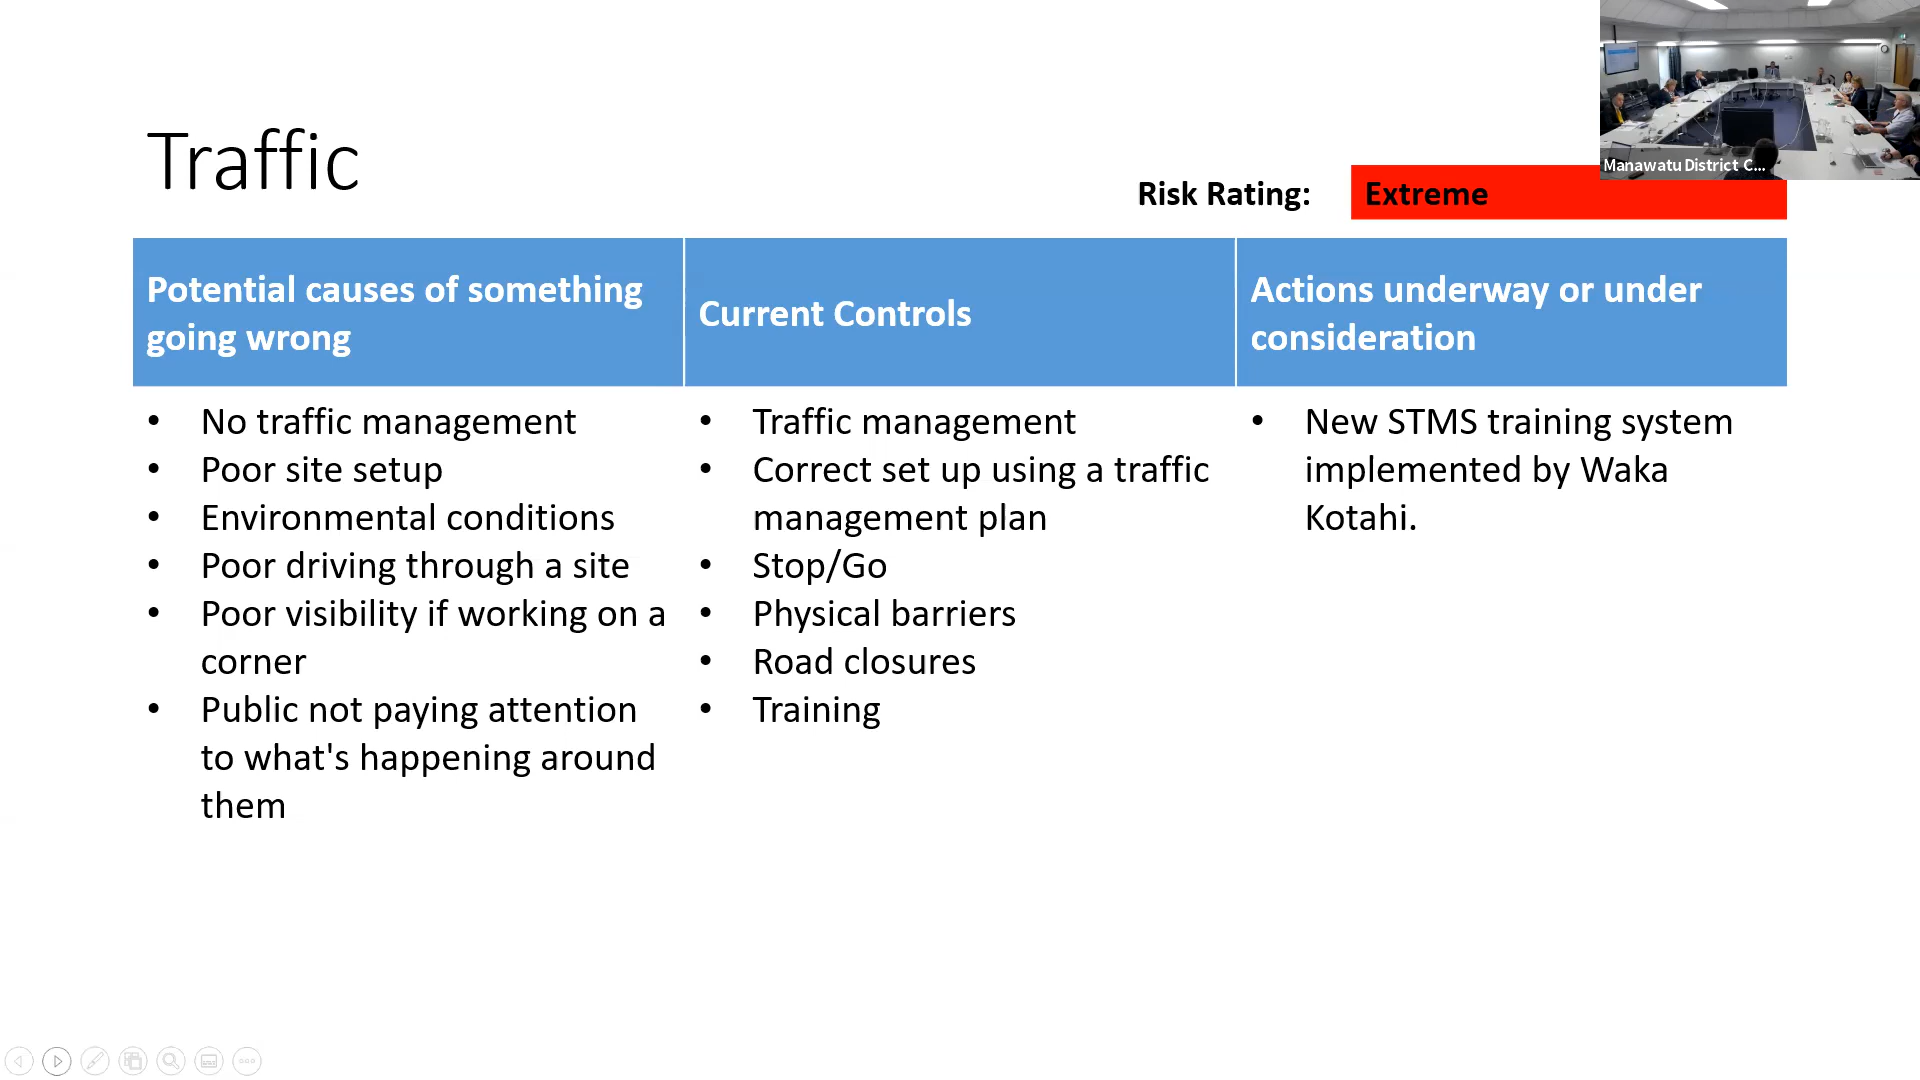 Manawatu District C...
Traffic
Risk Rating:
Extreme
Potential causes of something
going wrong
Current Controls
Actions underway or under
consideration
• No traffic management
• Poor site setup
• Environmental conditions
• Poor driving through a site
• Poor visibility if working on a
corner
• Public not paying attention
to what's happening around
them
• Traffic management
• Correct set up using a traffic
management plan
• Stop/Go
• Physical barriers
• Road closures
• Training
• New STMS training system
implemented by Waka
Kotahi.